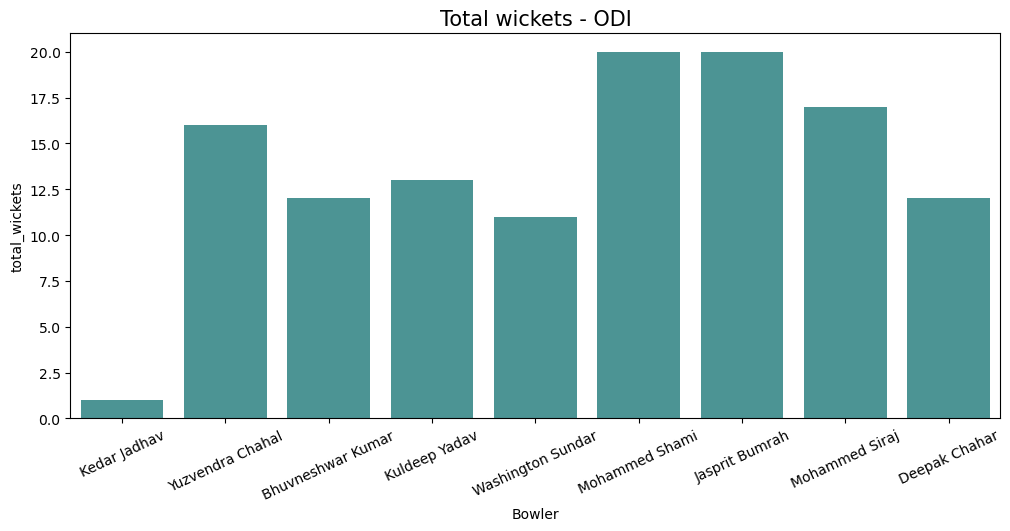 Total wickets - ODI
total_wickets
20.0
17.5
15.0
12.5
10.0
7.5
5.0
2.5
0.0
Kedar Jadhav
Yuzvendra Chahal
Bhuvneshwar Kumar
Kuldeep Yadav
Washington Sundar
Mohammed Shami
Jasprit Bumrah
Mohammed Siraj
Deepak Chahar
Bowler